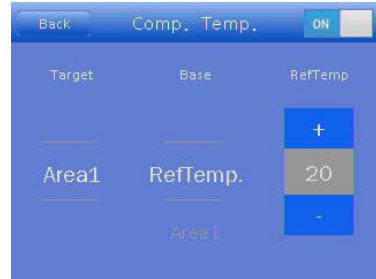 Back Comp. Temp. ON
Target Base RefTemp
+
Area1 RefTemp. 20
-
Area1